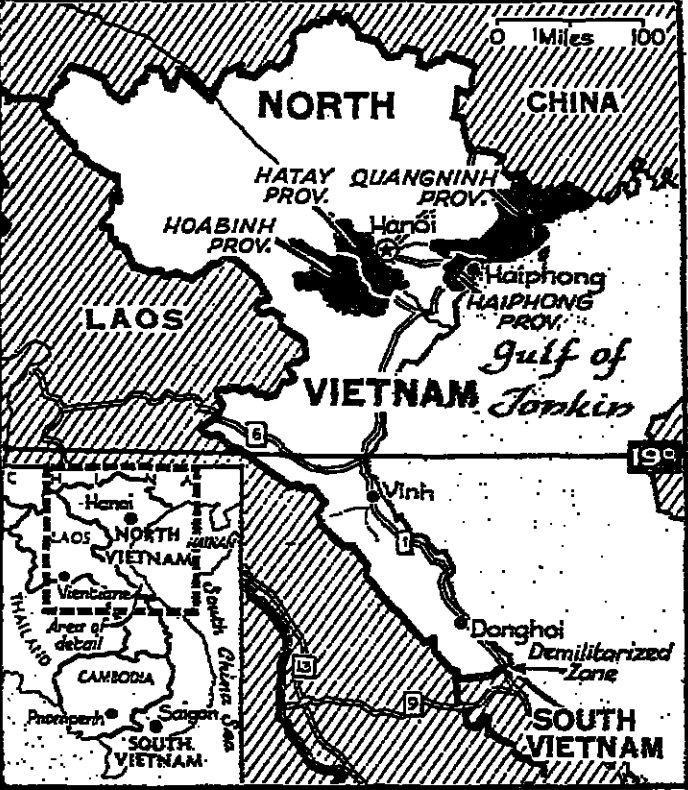 0 Miles 100
NORTH
CHINA
HATAY
PROV.
QUANGNINH
PROV.
HOABINH
PROV.
Hanoi
Haiphong
HAIPHONG
PROV.
LAOS
Gulf of
Tonkin
VIETNAM
6
19°
Vinh
1
Donghoi
Demilitarized
Zone
13
9
SOUTH
VIETNAM
C H I N A
Hanoi
LAOS
NORTH
VIETNAM
HAINAN
Vientiane
THAILAND
Area of
detail
South China Sea
CAMBODIA
Pnompenh
Saigon
SOUTH
VIETNAM